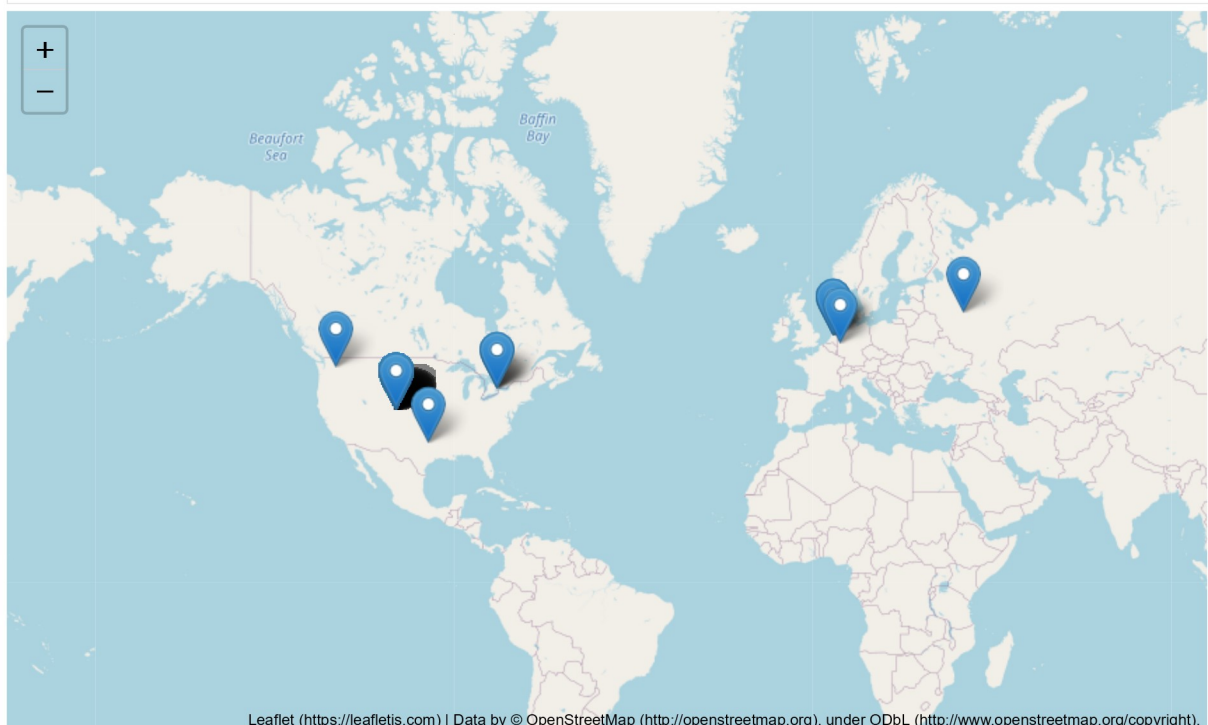 +
−
Baffin
Bay
Beaufort
Sea
Leaflet (https://leafletjs.com) | Data by © OpenStreetMap (http://openstreetmap.org), under ODbL (http://www.openstreetmap.org/copyright).